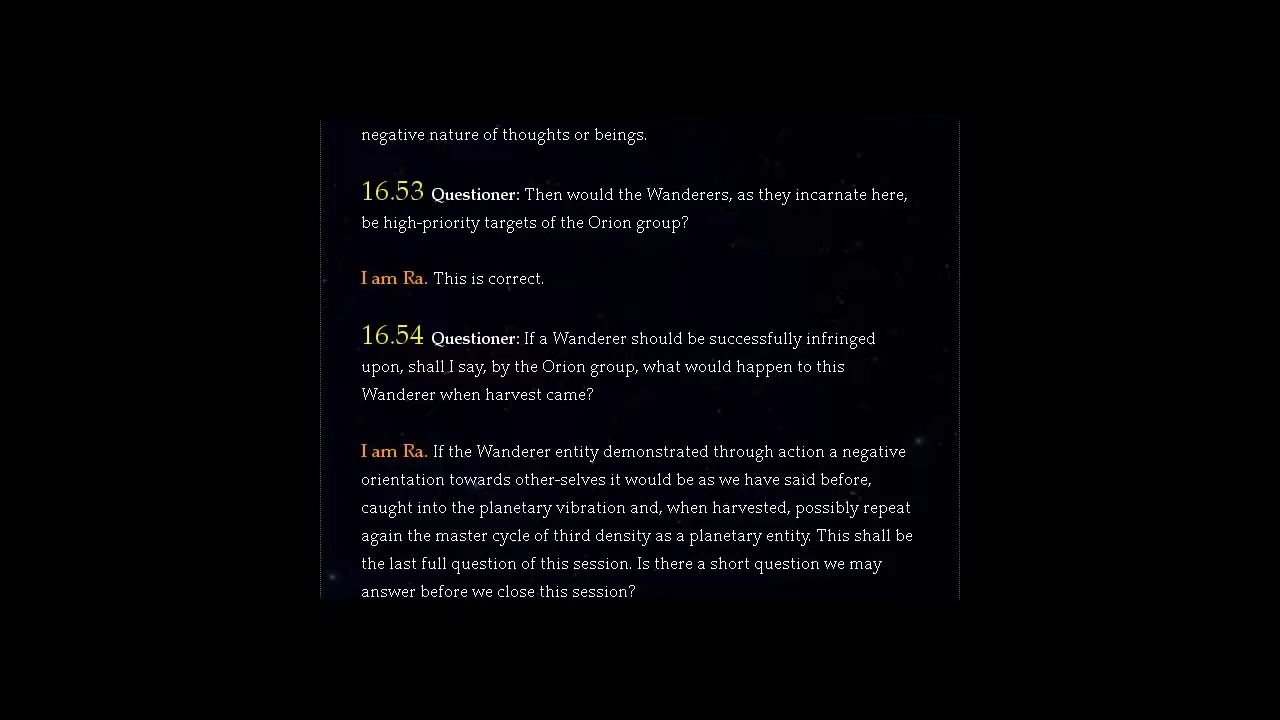 negative nature of thoughts or beings.
16.53 Questioner: Then would the Wanderers, as they incarnate here,
be high-priority targets of the Orion group?
I am Ra. This is correct.
16.54 Questioner: If a Wanderer should be successfully infringed
upon, shall I say, by the Orion group, what would happen to this
Wanderer when harvest came?
I am Ra. If the Wanderer entity demonstrated through action a negative
orientation towards other-selves it would be as we have said before,
caught into the planetary vibration and, when harvested, possibly repeat
again the master cycle of third density as a planetary entity. This shall be
the last full question of this session. Is there a short question we may
answer before we close this session?